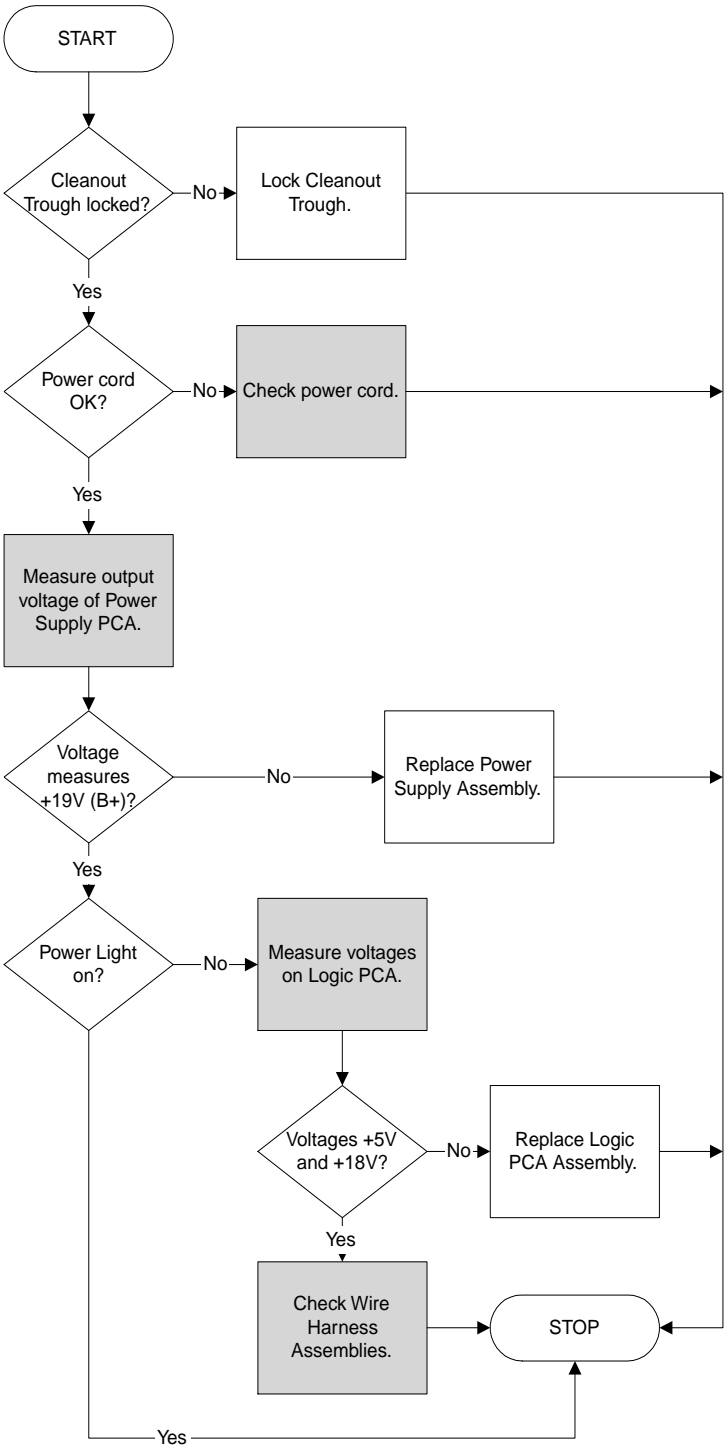 START
Cleanout
Trough locked?
No
Lock Cleanout
Trough.
Yes
Power cord
OK?
No
Check power cord.
Yes
Measure output
voltage of Power
Supply PCA.
Voltage
measures
+19V (B+)?
No
Replace Power
Supply Assembly.
Yes
Power Light
on?
No
Measure voltages
on Logic PCA.
Voltages +5V
and +18V?
No
Replace Logic
PCA Assembly.
Yes
Check Wire
Harness
Assemblies.
STOP
Yes